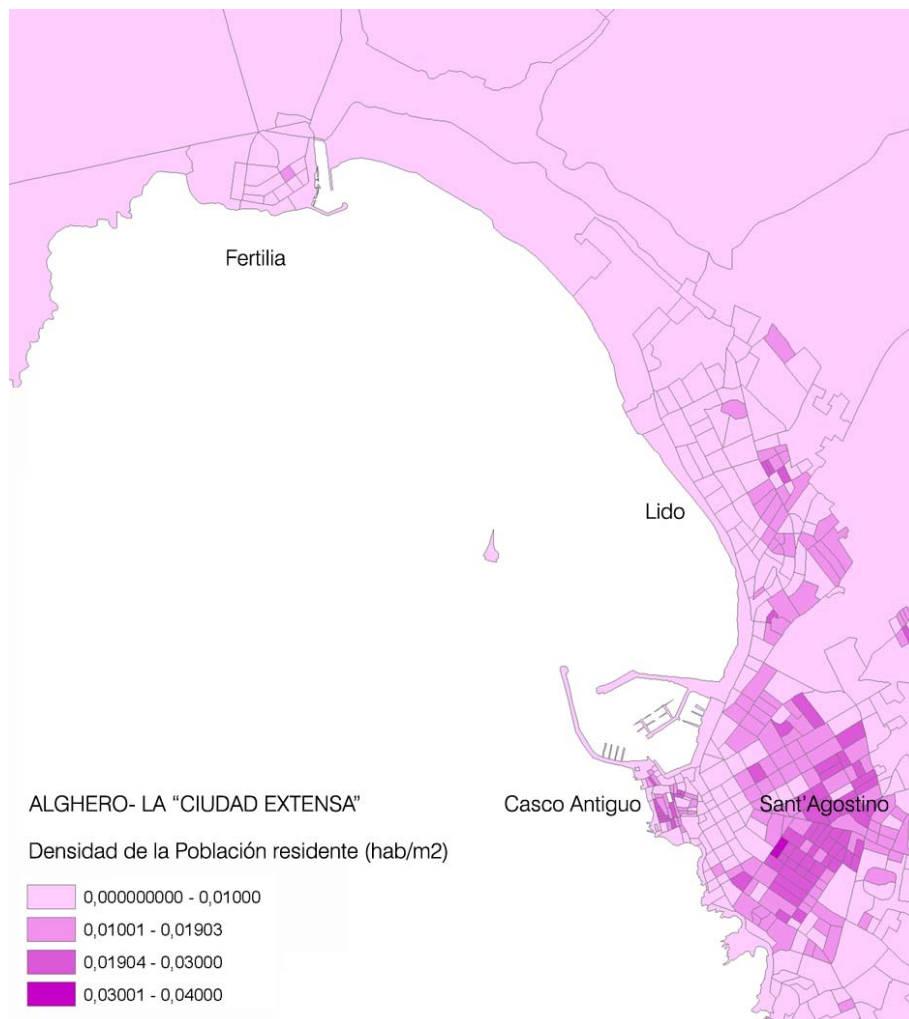 Fertilia
Lido
Casco Antiguo
Sant'Agostino
ALGHERO- LA “CIUDAD EXTENSA”
Densidad de la Población residente (hab/m2)
0,000000000 - 0,01000
0,01001 - 0,01903
0,01904 - 0,03000
0,03001 - 0,04000